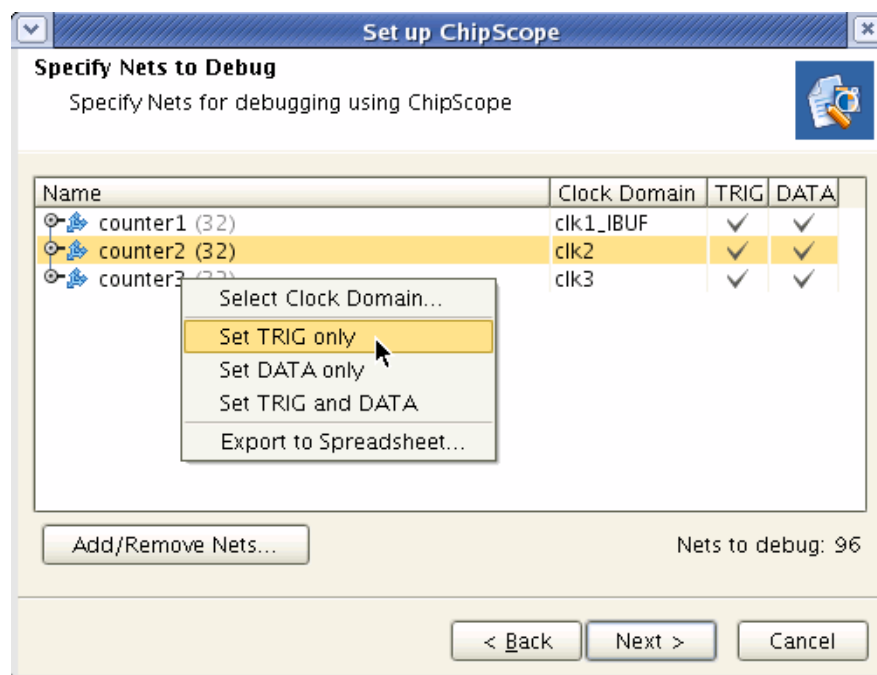 Set up ChipScope
Specify Nets to Debug
Specify Nets for debugging using ChipScope
Name Clock Domain TRIG DATA
counter1 (32) clk1_IBUF
counter2 (32) clk2
counter3 (32) clk3
Select Clock Domain...
Set TRIG only
Set DATA only
Set TRIG and DATA
Export to Spreadsheet...
Add/Remove Nets... Nets to debug: 96
< Back Next > Cancel